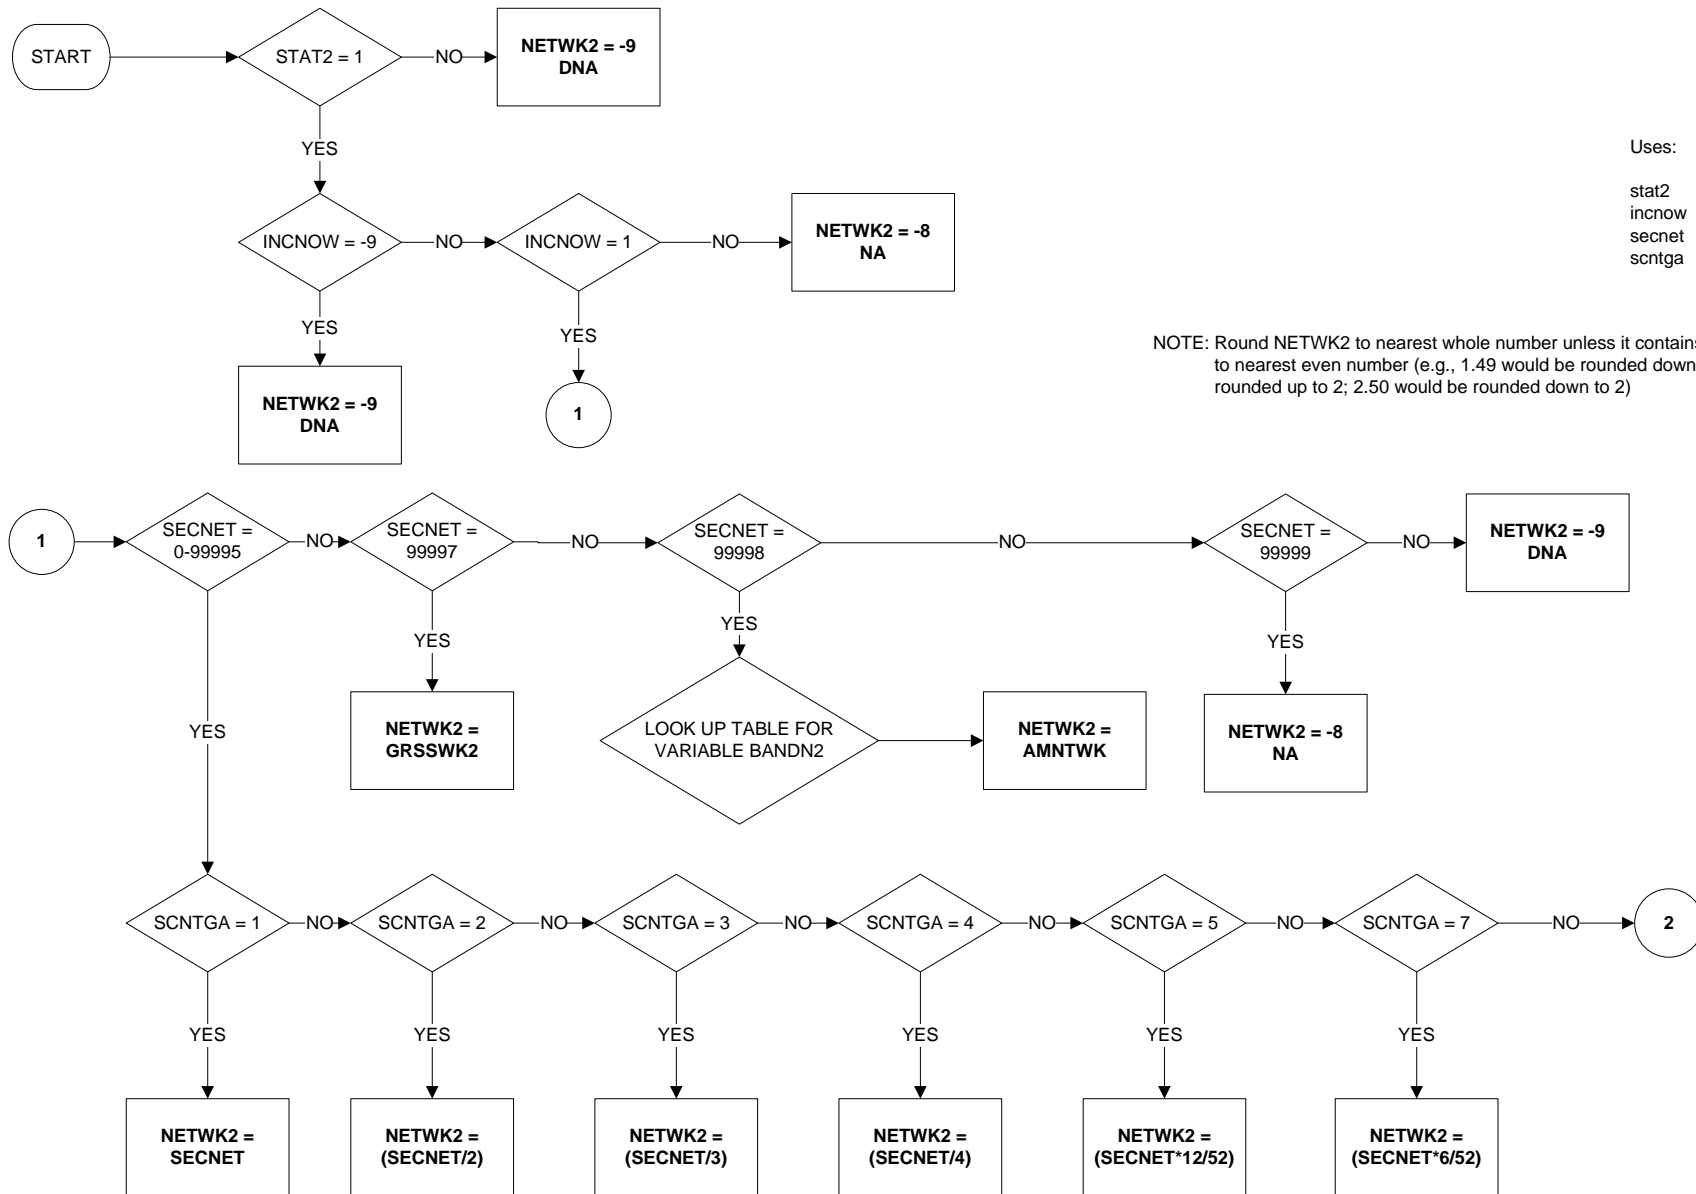 START
STAT2 = 1
NO
NETWK2 = -9
DNA
YES
Uses:
stat2
incnow
secnet
scntga
INCNOW = -9
NO
INCNOW = 1
NO
NETWK2 = -8
NA
YES
YES
NOTE: Round NETWK2 to nearest whole number unless it contains
to nearest even number (e.g., 1.49 would be rounded down
rounded up to 2; 2.50 would be rounded down to 2)
NETWK2 = -9
DNA
1
1
SECNET =
0-99995
NO
SECNET =
99997
NO
SECNET =
99998
NO
SECNET =
99999
NO
NETWK2 = -9
DNA
YES
YES
YES
YES
NETWK2 =
GRSSWK2
LOOK UP TABLE FOR
VARIABLE BANDN2
NETWK2 =
AMNTWK
NETWK2 = -8
NA
SCNTGA = 1
NO
SCNTGA = 2
NO
SCNTGA = 3
NO
SCNTGA = 4
NO
SCNTGA = 5
NO
SCNTGA = 7
NO
2
YES
YES
YES
YES
YES
YES
NETWK2 =
SECNET
NETWK2 =
(SECNET/2)
NETWK2 =
(SECNET/3)
NETWK2 =
(SECNET/4)
NETWK2 =
(SECNET*12/52)
NETWK2 =
(SECNET*6/52)